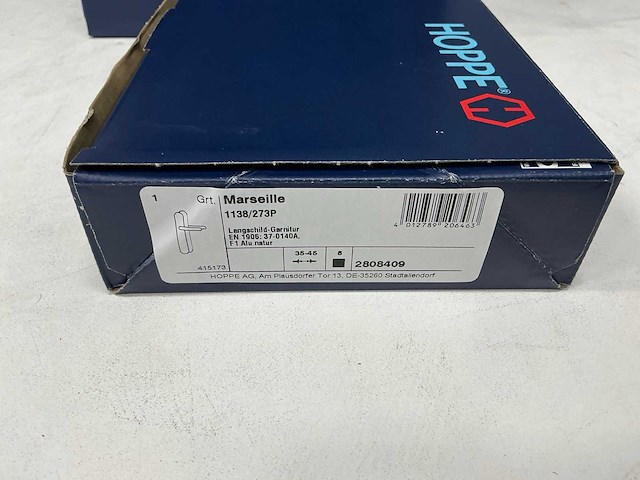 HOPPE®
1 Grt. Marseille
1138/273P
Langschild-Garnitur
EN 1906: 37-0140A,
F1 Alu natur
35-45 8
415173 2808409
HOPPE AG, Am Plausdorfer Tor 13, DE-35260 Stadtallendorf
4 012789 206463